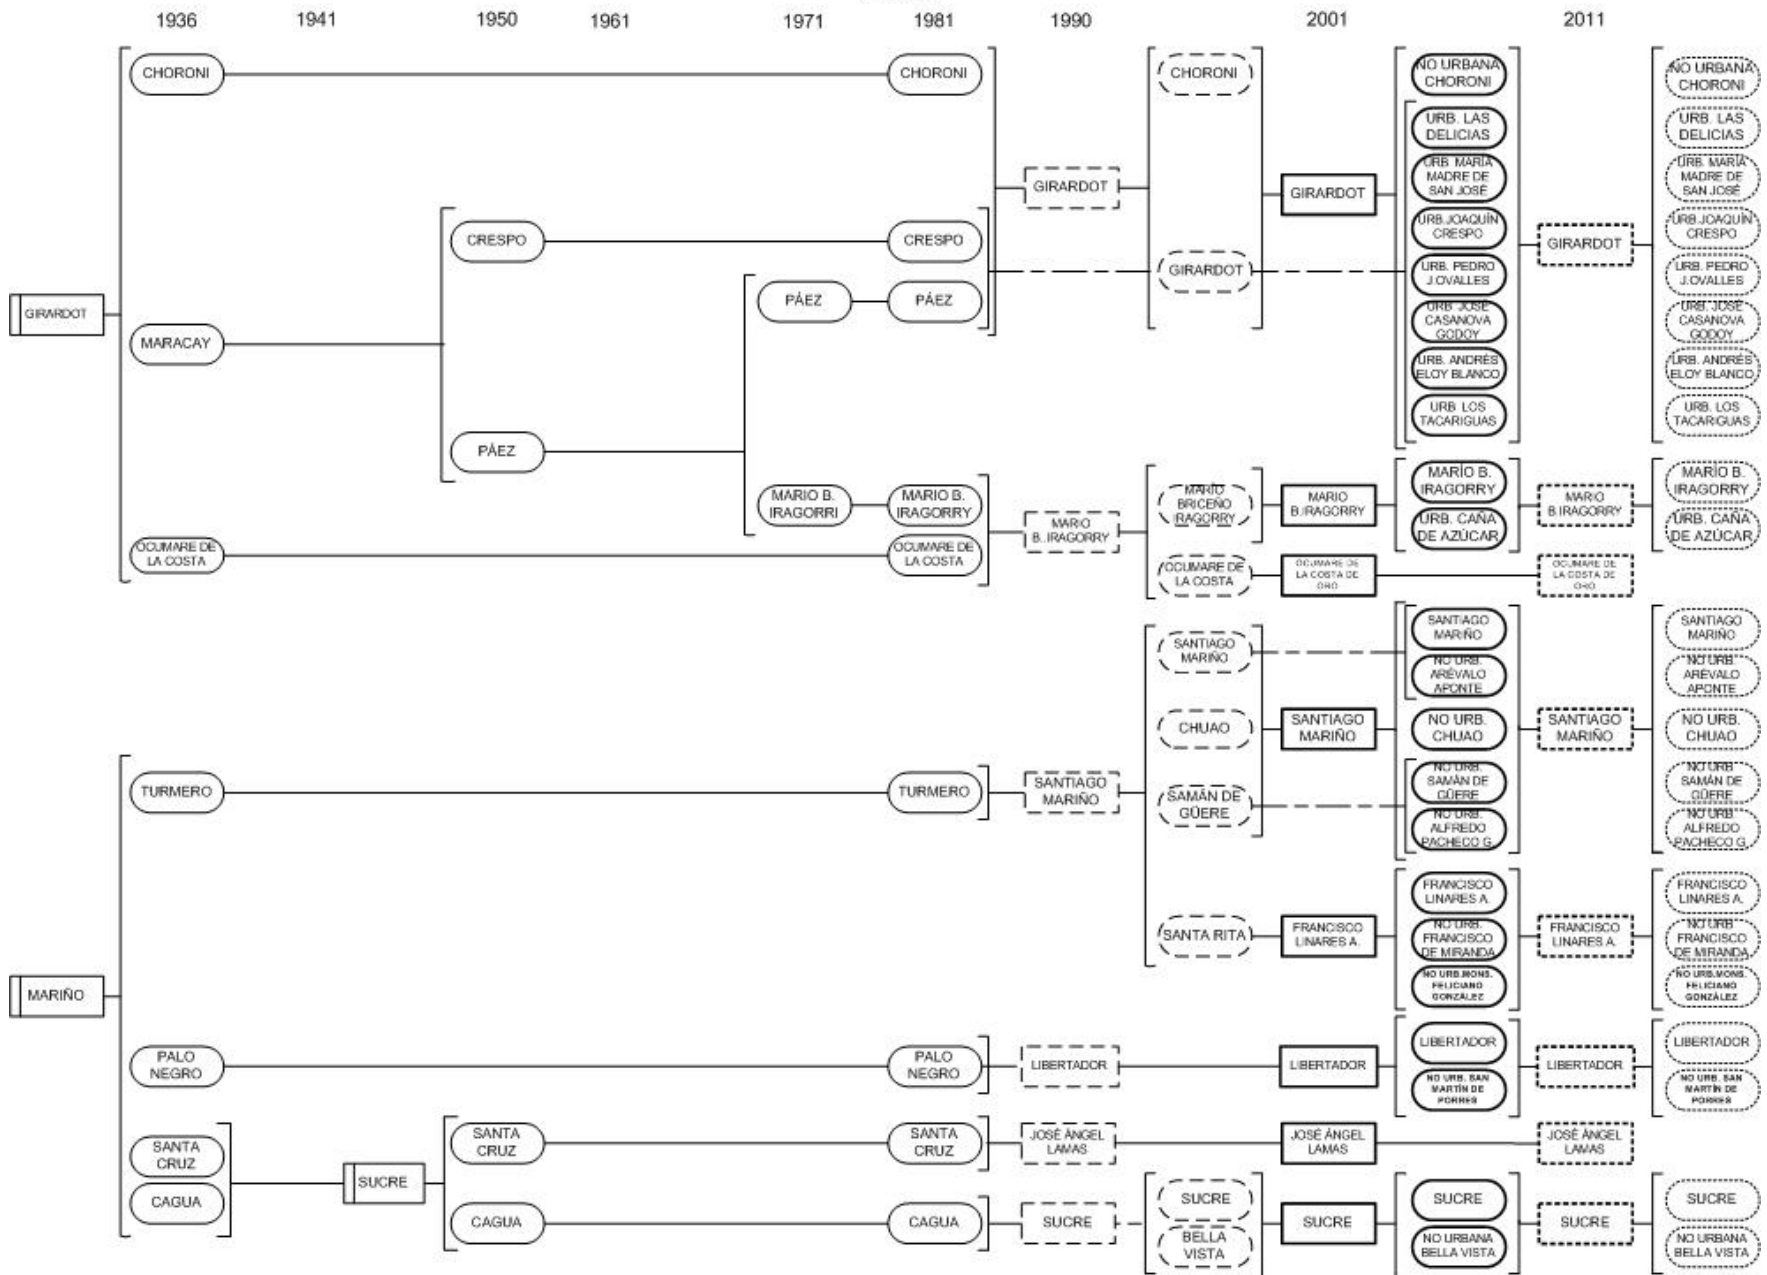 1936
1941
1950
1961
1971
1981
1990
2001
2011
GIRARDOT
CHORONI
MARACAY
OCUMARE DE
LA COSTA
CRESPO
PÁEZ
PÁEZ
MARIO B.
IRAGORRI
CHORONI
CRESPO
PÁEZ
MARIO B.
IRAGORRY
OCUMARE DE
LA COSTA
GIRARDOT
MARIO
B..IRAGORRY
CHORONI
GIRARDOT
MARIO
BRICEÑO
IRAGORRY
OCUMARE DE
LA COSTA
GIRARDOT
MARIO
B.IRAGORRY
OCUMARE DE
LA COSTA DE
ORO
NO URBANA
CHORONI
URB. LAS
DELICIAS
URB. MARÍA
MADRE DE
SAN JOSÉ
URB.JOAQUÍN
CRESPO
URB. PEDRO
J.OVALLES
URB. JOSÉ
CASANOVA
GODOY
URB. ANDRÉS
ELOY BLANCO
URB. LOS
TACARIGUAS
MARÍO B.
IRAGORRY
URB. CAÑA
DE AZÚCAR
GIRARDOT
MARIO
B.IRAGORRY
OCUMARE DE
LA COSTA DE
ORO
NO URBANA
CHORONI
URB. LAS
DELICIAS
URB. MARÍA
MADRE DE
SAN JOSÉ
URB.JOAQUÍN
CRESPO
URB. PEDRO
J.OVALLES
URB. JOSÉ
CASANOVA
GODOY
URB. ANDRÉS
ELOY BLANCO
URB. LOS
TACARIGUAS
MARÍO B.
IRAGORRY
URB. CAÑA
DE AZÚCAR
MARIÑO
TURMERO
PALO
NEGRO
SANTA
CRUZ
CAGUA
SUCRE
SANTA
CRUZ
CAGUA
TURMERO
PALO
NEGRO
SANTA
CRUZ
CAGUA
SANTIAGO
MARIÑO
LIBERTADOR
JOSÉ ÁNGEL
LAMAS
SUCRE
SANTIAGO
MARIÑO
CHUAO
SAMÁN DE
GÜERE
SANTA RITA
SUCRE
BELLA
VISTA
SANTIAGO
MARIÑO
FRANCISCO
LINARES A.
LIBERTADOR
JOSÉ ÁNGEL
LAMAS
SUCRE
SANTIAGO
MARIÑO
NO URB.
ARÉVALO
APONTE
NO URB.
CHUAO
NO URB
SAMÁN DE
GÜERE
NO URB.
ALFREDO
PACHECO G.
FRANCISCO
LINARES A.
NO URB.
FRANCISCO
DE MIRANDA
NO URB.MONS.
FELICIANO
GONZÁLEZ
LIBERTADOR
NO URB. SAN
MARTÍN DE
PORRES
SUCRE
NO URBANA
BELLA VISTA
SANTIAGO
MARIÑO
FRANCISCO
LINARES A.
LIBERTADOR
JOSÉ ÁNGEL
LAMAS
SUCRE
SANTIAGO
MARIÑO
NO URB.
ARÉVALO
APONTE
NO URB.
CHUAO
NO URB
SAMÁN DE
GÜERE
NO URB.
ALFREDO
PACHECO G.
FRANCISCO
LINARES A.
NO URB
FRANCISCO
DE MIRANDA
NO URB.MONS.
FELICIANO
GONZÁLEZ
LIBERTADOR
NO URB. SAN
MARTÍN DE
PORRES
SUCRE
NO URBANA
BELLA VISTA